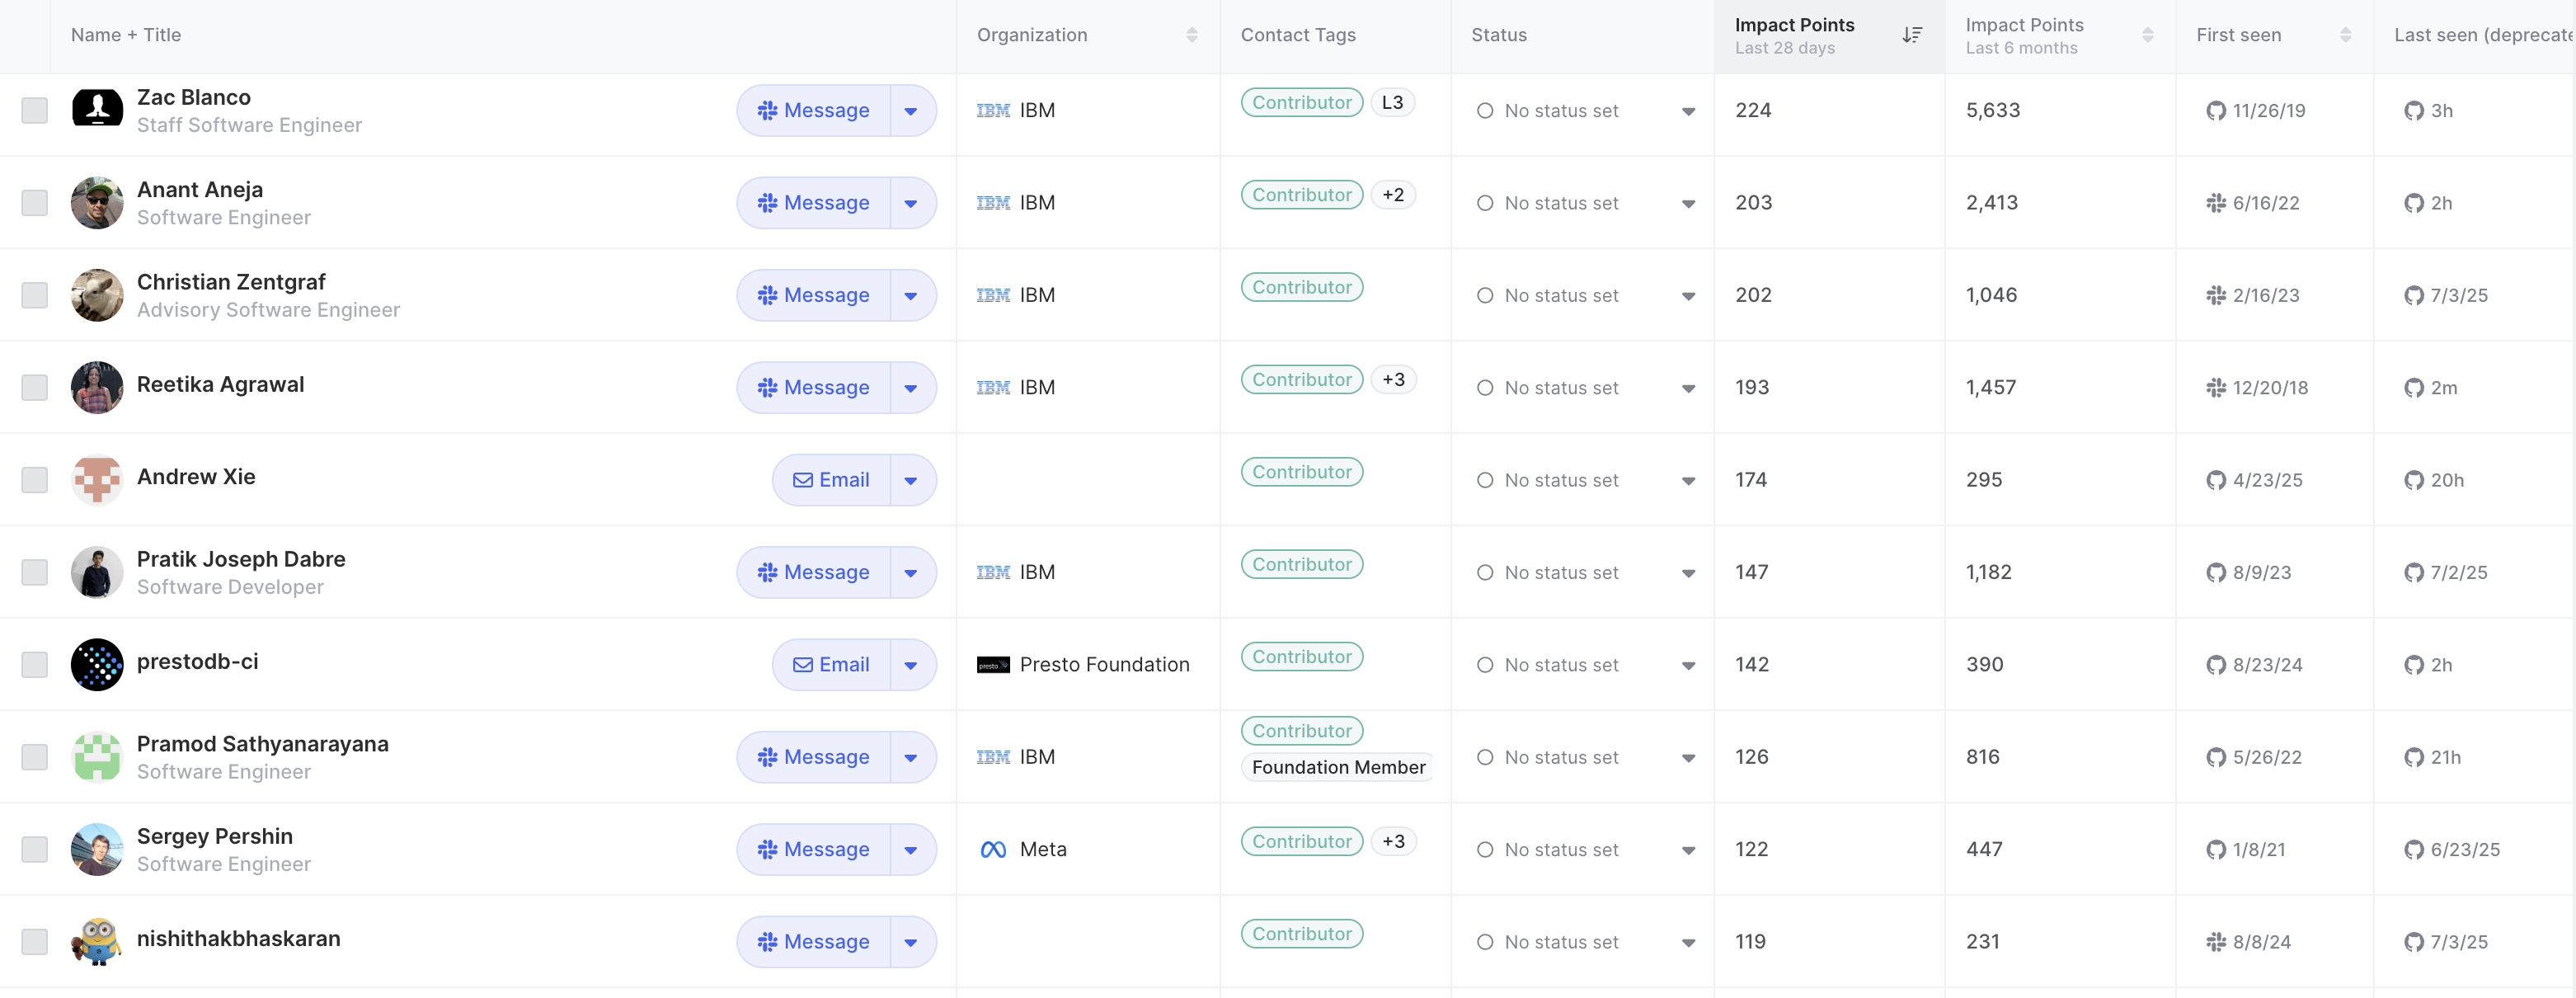 Name + Title Organization Contact Tags Status Impact Points Last 28 days Impact Points Last 6 months First seen Last seen (deprecate
Zac Blanco
Staff Software Engineer
Message IBM IBM Contributor L3 No status set 224 5,633 11/26/19 3h
Anant Aneja
Software Engineer
Message IBM IBM Contributor +2 No status set 203 2,413 6/16/22 2h
Christian Zentgraf
Advisory Software Engineer
Message IBM IBM Contributor No status set 202 1,046 2/16/23 7/3/25
Reetika Agrawal
Message IBM IBM Contributor +3 No status set 193 1,457 12/20/18 2m
Andrew Xie
Email Contributor No status set 174 295 4/23/25 20h
Pratik Joseph Dabre
Software Developer
Message IBM IBM Contributor No status set 147 1,182 8/9/23 7/2/25
prestodb-ci
Email presto Presto Foundation Contributor No status set 142 390 8/23/24 2h
Pramod Sathyanarayana
Software Engineer
Message IBM IBM Contributor Foundation Member No status set 126 816 5/26/22 21h
Sergey Pershin
Software Engineer
Message Meta Contributor +3 No status set 122 447 1/8/21 6/23/25
nishithakbhaskaran
Message Contributor No status set 119 231 8/8/24 7/3/25